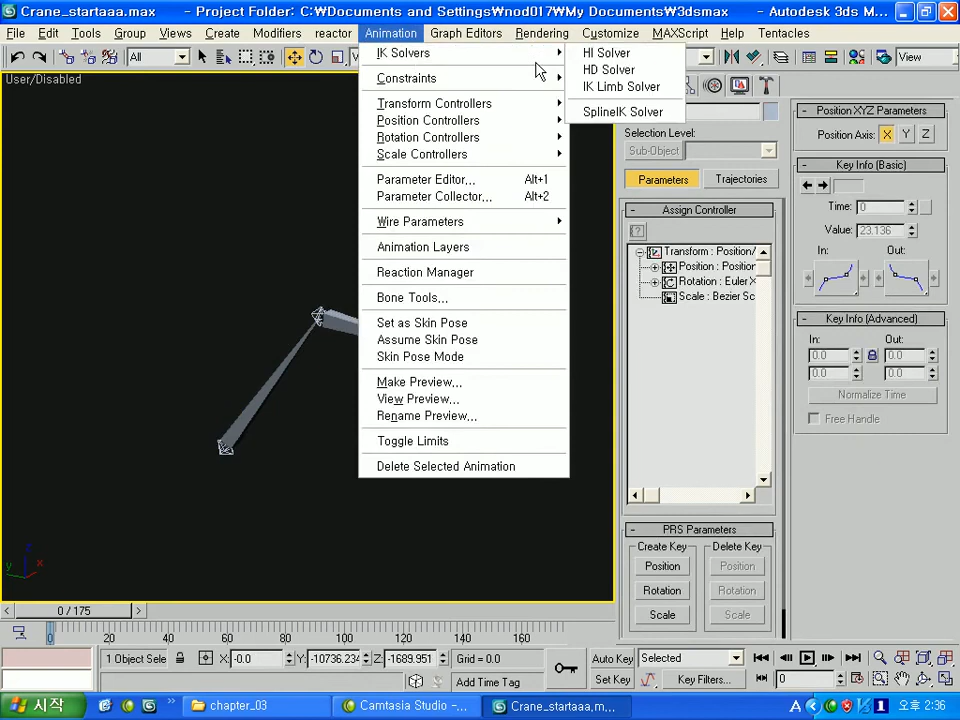 Crane_startaaa.max - Project Folder: C:₩Documents and Settings₩nod017₩My Documents₩3dsmax - Autodesk 3ds M...
File Edit Tools Group Views Create Modifiers reactor Animation Graph Editors Rendering Customize MAXScript Help Tentacles
All
User/Disabled
IK Solvers
Constraints
Transform Controllers
Position Controllers
Rotation Controllers
Scale Controllers
Parameter Editor... Alt+1
Parameter Collector... Alt+2
Wire Parameters
Animation Layers
Reaction Manager
Bone Tools...
Set as Skin Pose
Assume Skin Pose
Skin Pose Mode
Make Preview...
View Preview...
Rename Preview...
Toggle Limits
Delete Selected Animation
HI Solver
HD Solver
IK Limb Solver
SplineIK Solver
Selection Level:
Sub-Object
Parameters Trajectories
- Assign Controller
Transform : Position/
Position : Position
Rotation : Euler X
Scale : Bezier Sc
- PRS Parameters
Create Key Delete Key
Position Position
Rotation Rotation
Scale Scale
- Position XYZ Parameters
Position Axis: X Y Z
- Key Info (Basic)
Time: 0
Value: 23.136
In: Out:
- Key Info (Advanced)
In: Out:
0.0 0.0
0.0 0.0
Normalize Time
Free Handle
z
y x
< 0 / 175 >
0 20 40 60 80 100 120 140 160
1 Object Sele X: -0.0 Y: -10736.234 Z: -1689.951 Grid = 0.0 Auto Key Selected
Add Time Tag Set Key Key Filters... 0
시작 chapter_03 Camtasia Studio - ... Crane_startaaa.m... A 오후 2:36